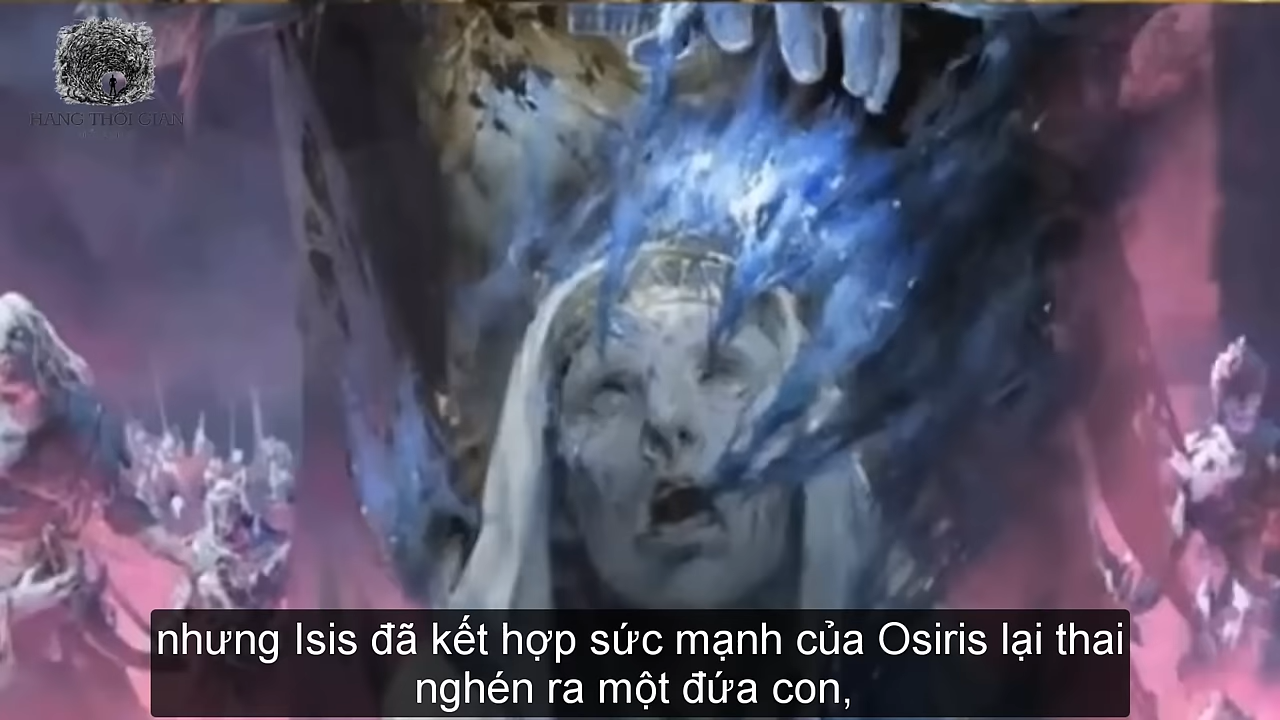 HANG THỜI GIAN
nhưng Isis đã kết hợp sức mạnh của Osiris lại thai
nghén ra một đứa con,